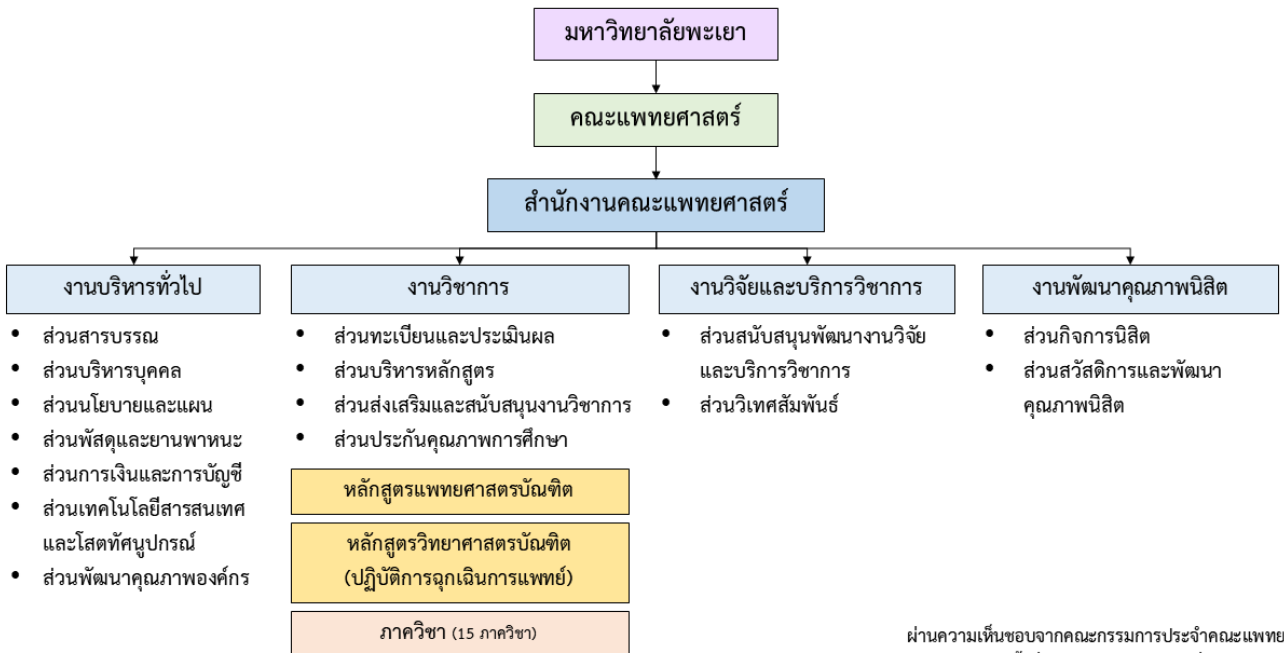 มหาวิทยาลัยพะเยา
คณะแพทยศาสตร์
สำนักงานคณะแพทยศาสตร์
งานบริหารทั่วไป
• ส่วนสารบรรณ
• ส่วนบริหารบุคคล
• ส่วนนโยบายและแผน
• ส่วนพัสดุและยานพาหนะ
• ส่วนการเงินและการบัญชี
• ส่วนเทคโนโลยีสารสนเทศ
และโสตทัศนูปกรณ์
• ส่วนพัฒนาคุณภาพองค์กร
งานวิชาการ
• ส่วนทะเบียนและประเมินผล
• ส่วนบริหารหลักสูตร
• ส่วนส่งเสริมและสนับสนุนงานวิชาการ
• ส่วนประกันคุณภาพการศึกษา
หลักสูตรแพทยศาสตรบัณฑิต
หลักสูตรวิทยาศาสตรบัณฑิต
(ปฏิบัติการฉุกเฉินการแพทย์)
ภาควิชา (15 ภาควิชา)
งานวิจัยและบริการวิชาการ
• ส่วนสนับสนุนพัฒนางานวิจัย
และบริการวิชาการ
• ส่วนวิเทศสัมพันธ์
งานพัฒนาคุณภาพนิสิต
• ส่วนกิจการนิสิต
• ส่วนสวัสดิการและพัฒนา
คุณภาพนิสิต
ผ่านความเห็นชอบจากคณะกรรมการประจำคณะแพทย